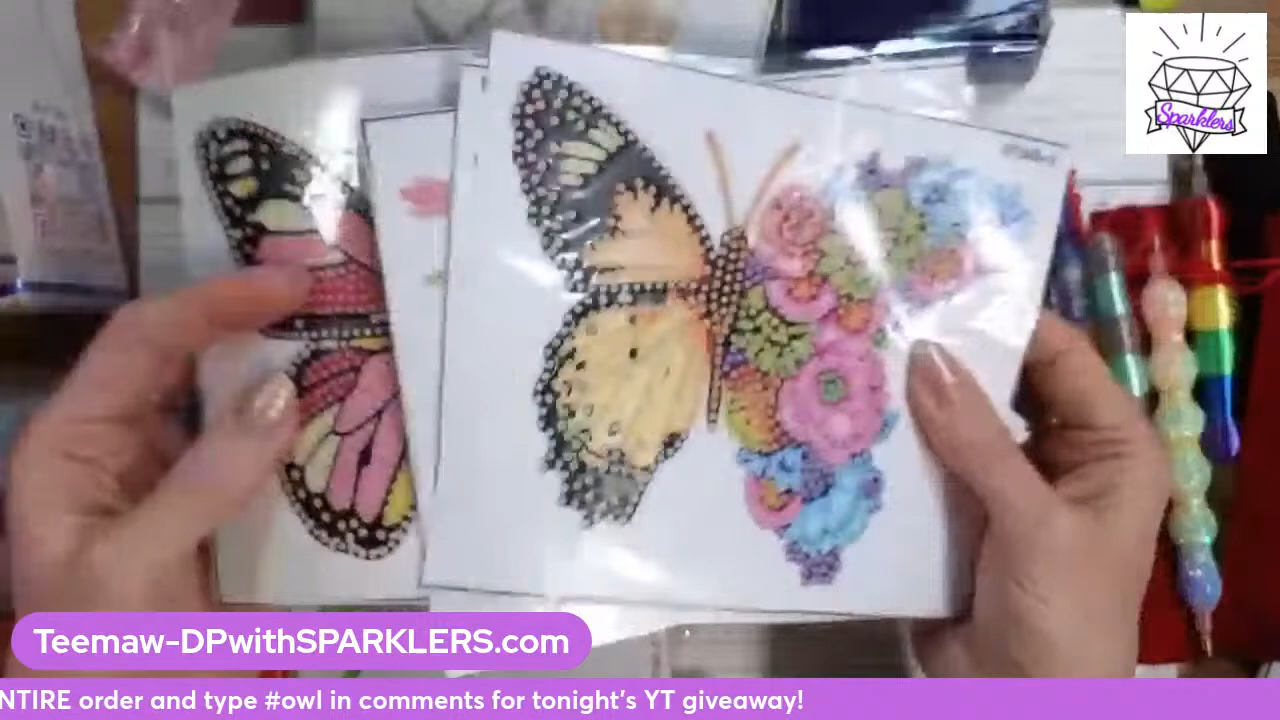 Sparklers
Teemaw-DPwithSPARKLERS.com
NTIRE order and type #owl in comments for tonight's YT giveaway!